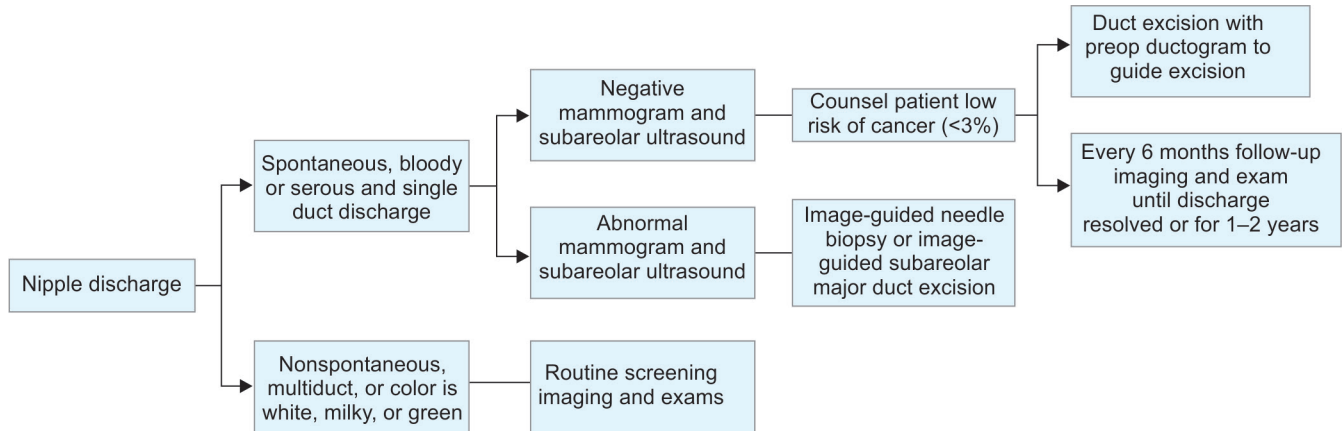 Nipple discharge
Spontaneous, bloody
or serous and single
duct discharge
Nonspontaneous,
multiduct, or color is
white, milky, or green
Negative
mammogram and
subareolar ultrasound
Abnormal
mammogram and
subareolar ultrasound
Routine screening
imaging and exams
Counsel patient low
risk of cancer (<3%)
Image-guided needle
biopsy or image-
guided subareolar
major duct excision
Duct excision with
preop ductogram to
guide excision
Every 6 months follow-up
imaging and exam
until discharge
resolved or for 1–2 years